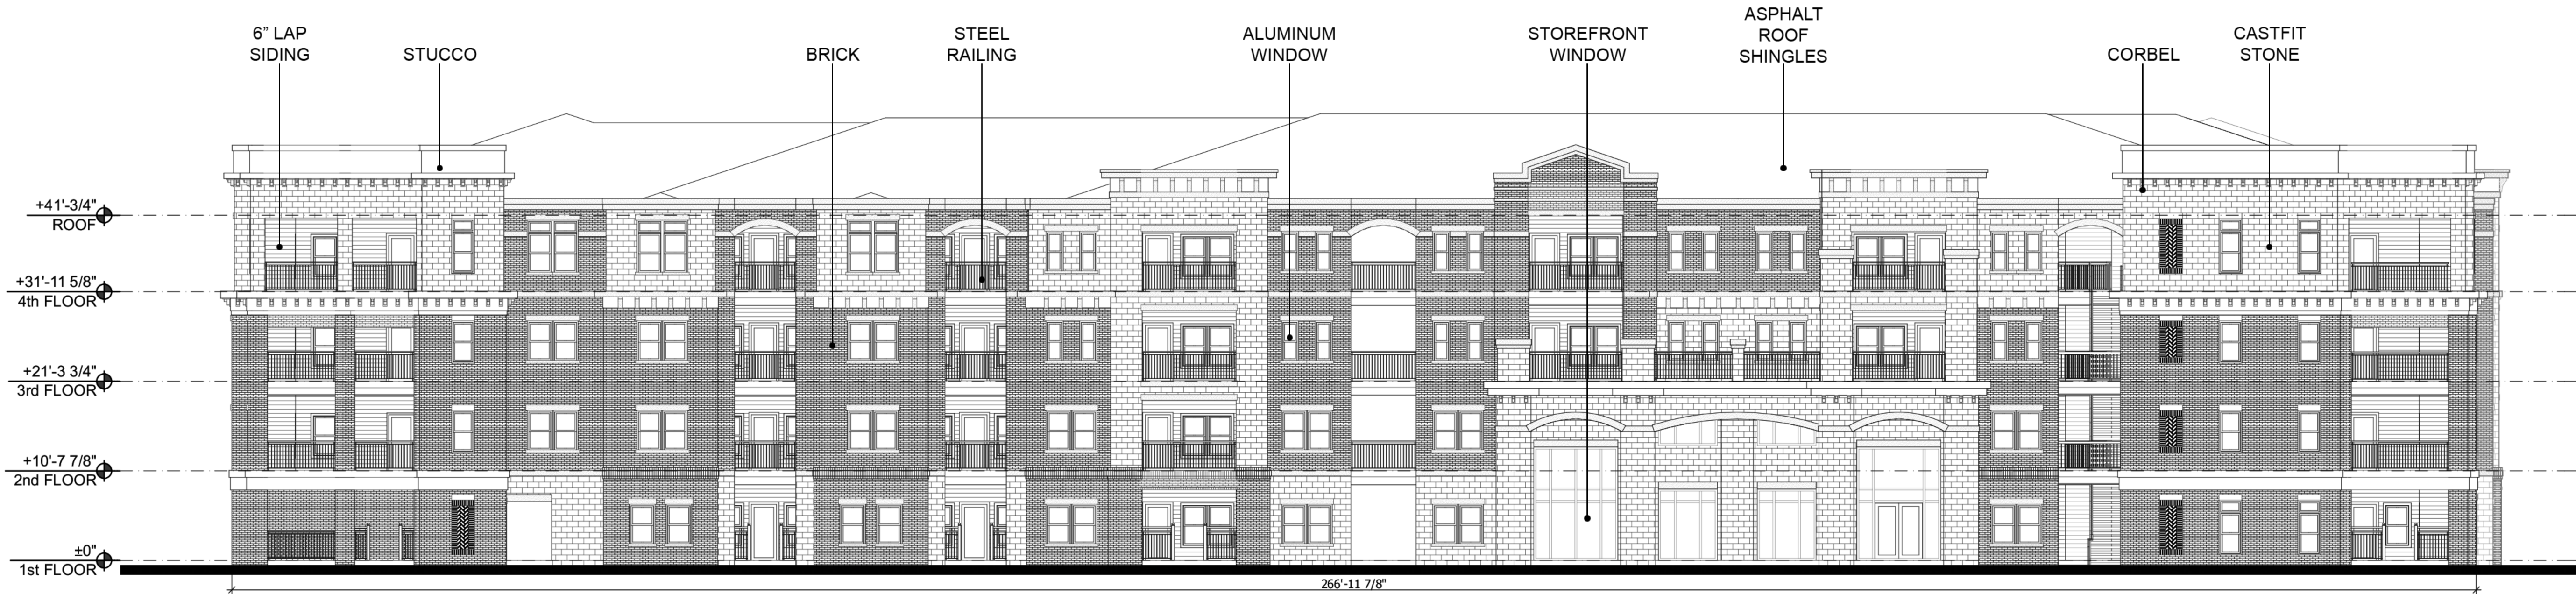 6” LAP
SIDING
STUCCO
BRICK
STEEL
RAILING
ALUMINUM
WINDOW
STOREFRONT
WINDOW
ASPHALT
ROOF
SHINGLES
CORBEL
CASTFIT
STONE
+41'-3/4"
ROOF
+31'-11 5/8"
4th FLOOR
+21'-3 3/4"
3rd FLOOR
+10'-7 7/8"
2nd FLOOR
±0"
1st FLOOR
266'-11 7/8"